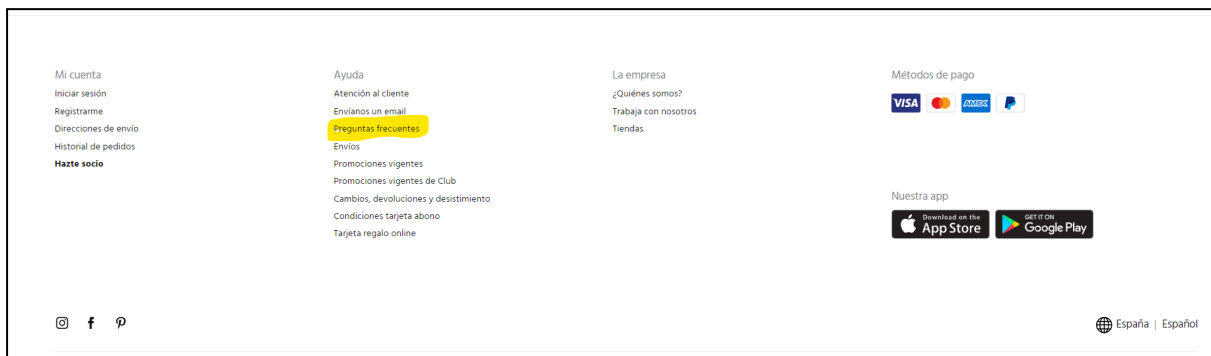 Mi cuenta
Iniciar sesión
Registrarme
Direcciones de envío
Historial de pedidos
Hazte socio
Ayuda
Atención al cliente
Envíanos un email
Preguntas frecuentes
Envíos
Promociones vigentes
Promociones vigentes de Club
Cambios, devoluciones y desistimiento
Condiciones tarjeta abono
Tarjeta regalo online
La empresa
¿Quiénes somos?
Trabaja con nosotros
Tiendas
Métodos de pago
VISA AMEX
Nuestra app
Download on the
App Store
GET IT ON
Google Play
España | Español